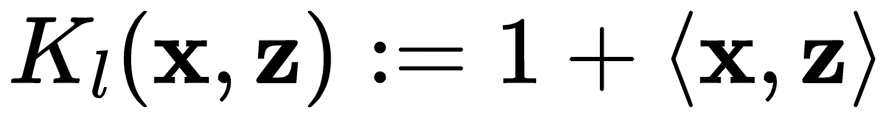 K_l(𝐱, 𝐳) := 1 + ⟨𝐱, 𝐳⟩